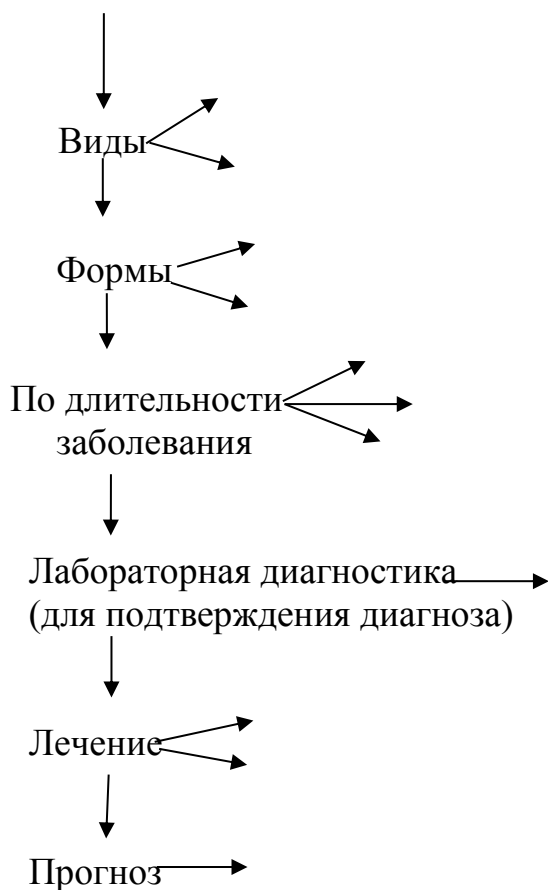 Виды
Формы
По длительности
заболевания
Лабораторная диагностика
(для подтверждения диагноза)
Лечение
Прогноз